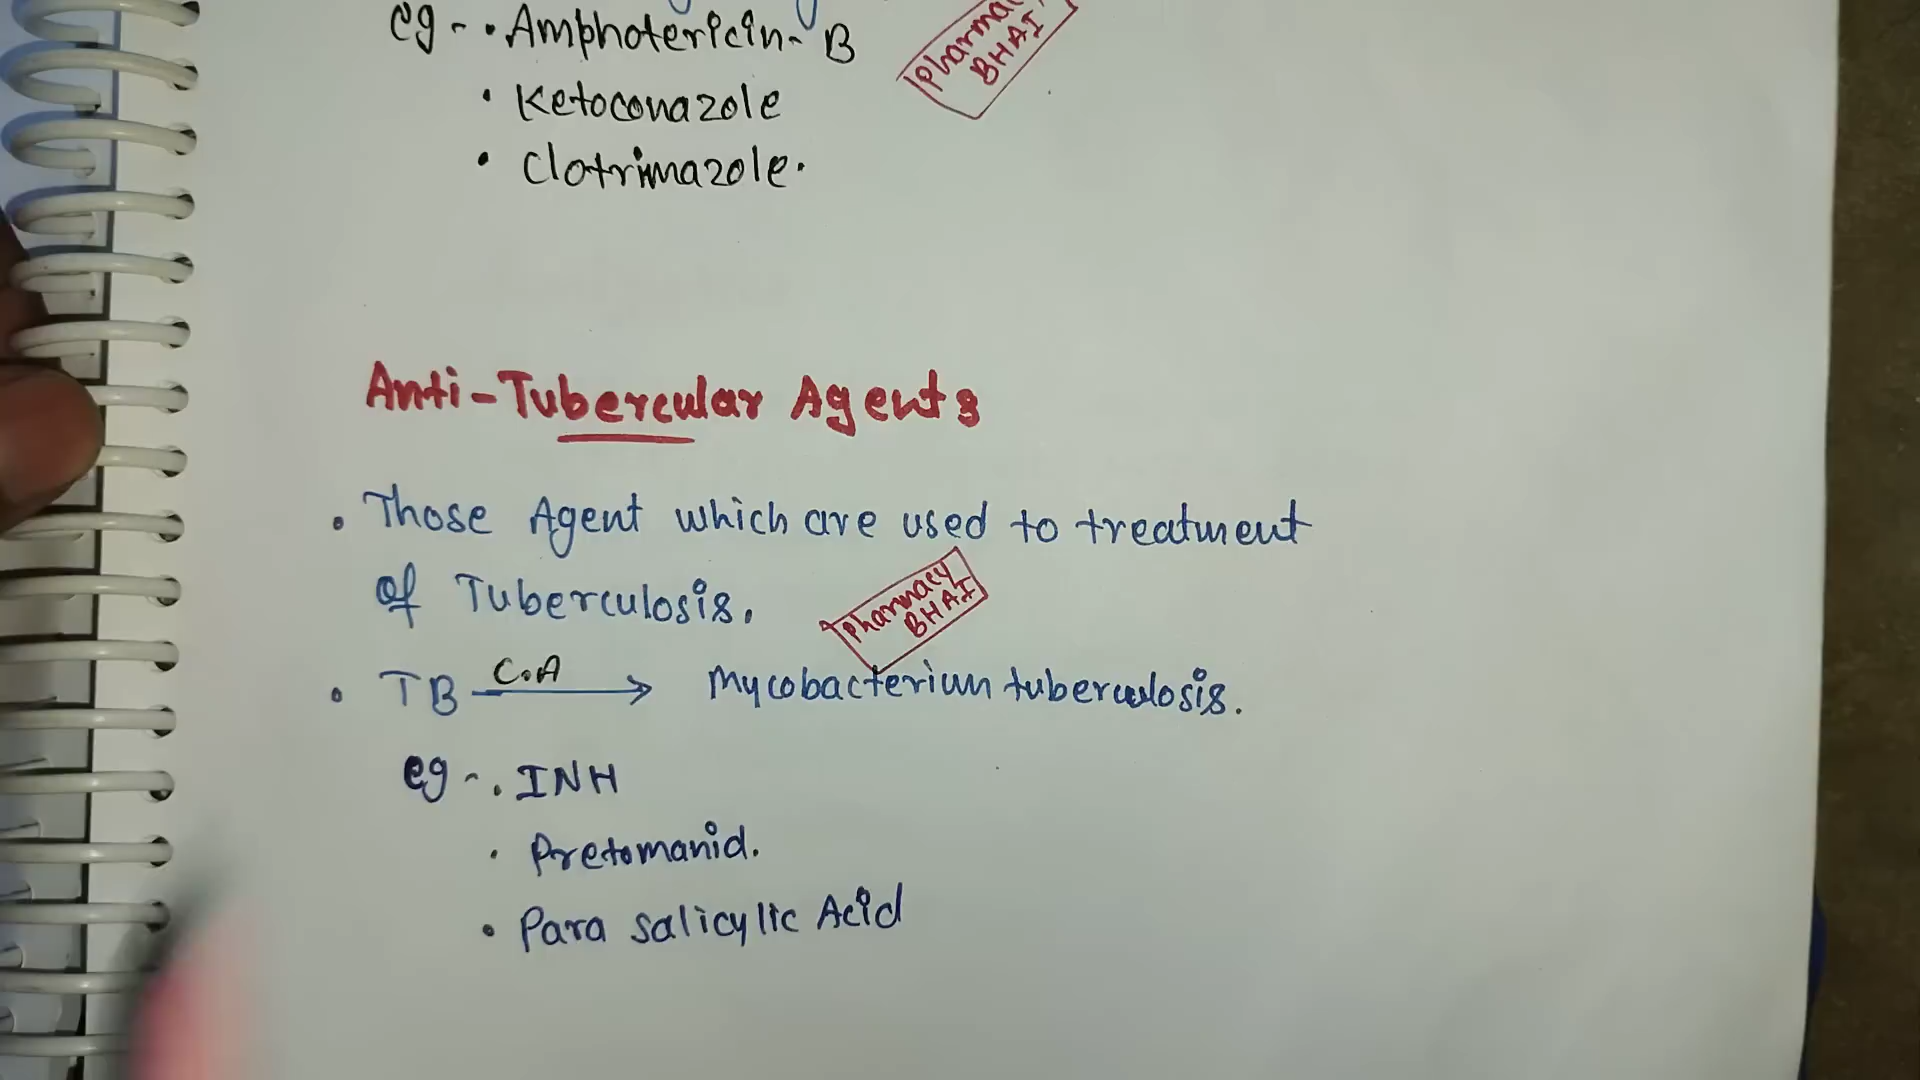 eg - • Amphotericin-B
• Ketoconazole
• Clotrimazole.
Pharmacy
BHAI
Anti-Tubercular Agents
• Those Agent which are used to treatment
of Tuberculosis.
Pharmacy
BHAI
• TB C.A → Mycobacterium tuberculosis.
eg - • INH
• Pretomanid.
• Para salicylic Acid